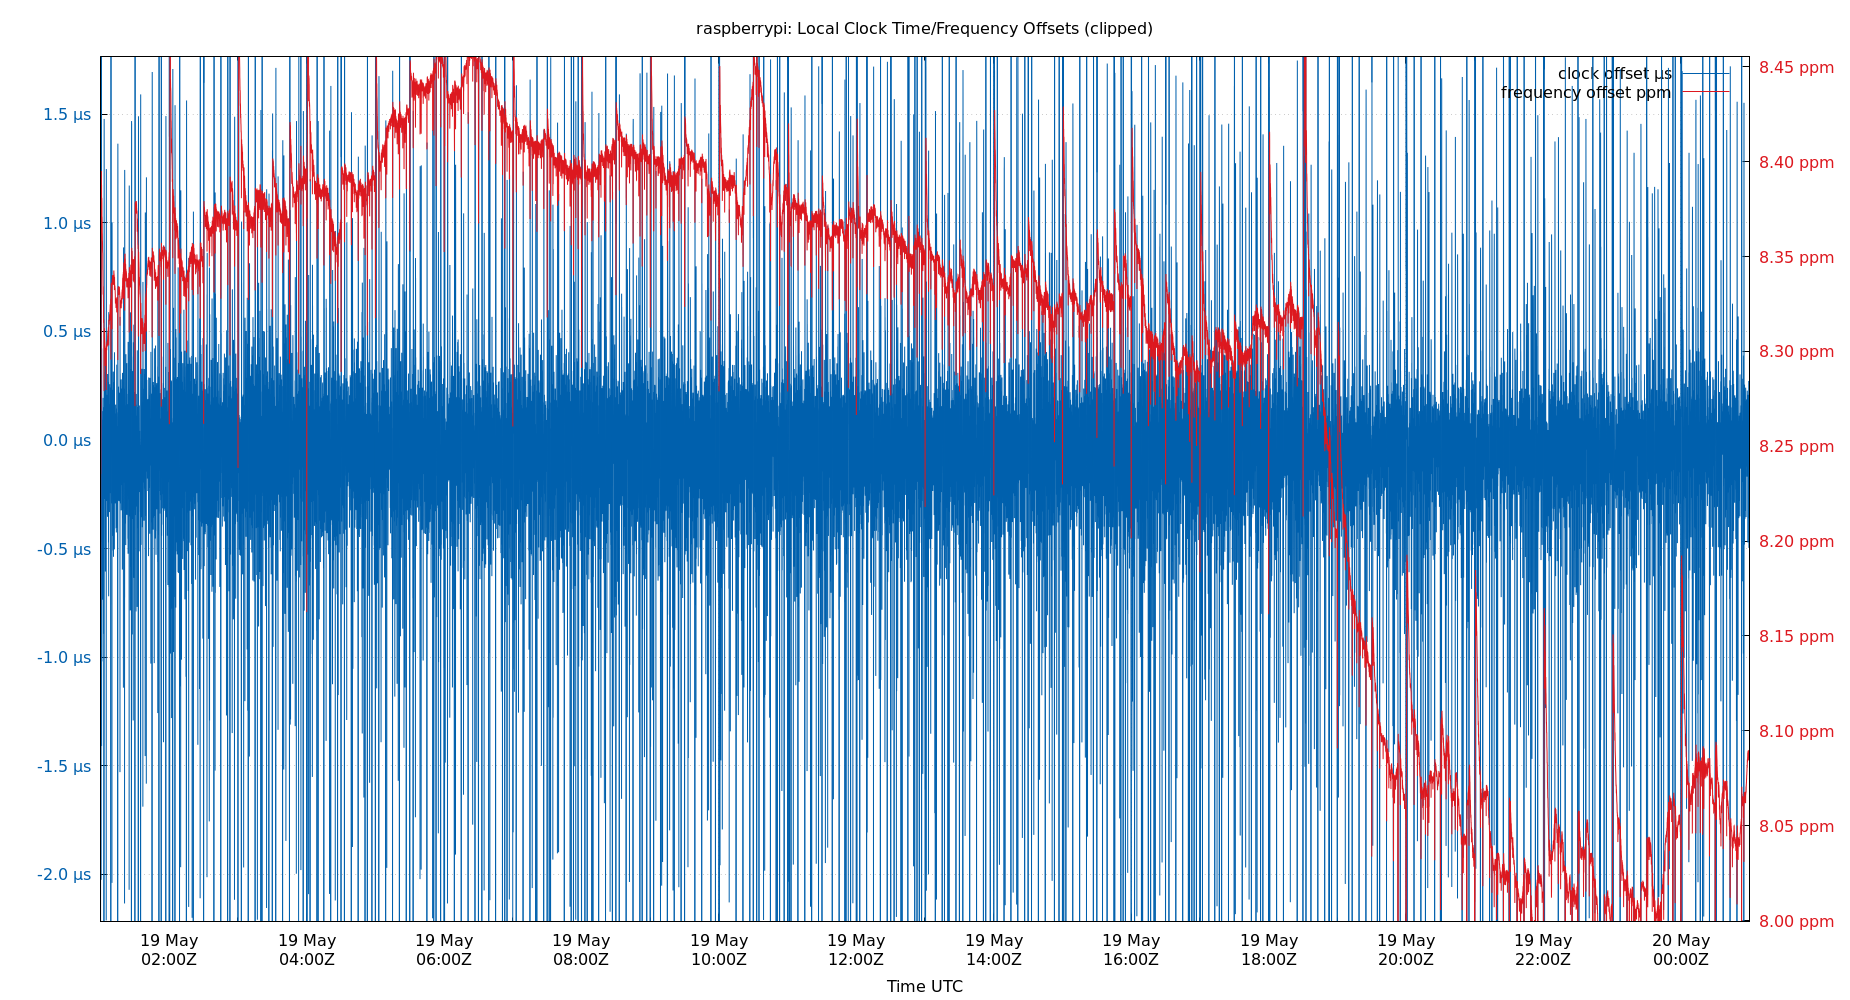 raspberrypi: Local Clock Time/Frequency Offsets (clipped)
clock offset µs
frequency offset ppm
1.5 µs
1.0 µs
0.5 µs
0.0 µs
-0.5 µs
-1.0 µs
-1.5 µs
-2.0 µs
8.45 ppm
8.40 ppm
8.35 ppm
8.30 ppm
8.25 ppm
8.20 ppm
8.15 ppm
8.10 ppm
8.05 ppm
8.00 ppm
19 May 19 May 19 May 19 May 19 May 19 May 19 May 19 May 19 May 19 May 19 May 20 May
02:00Z 04:00Z 06:00Z 08:00Z 10:00Z 12:00Z 14:00Z 16:00Z 18:00Z 20:00Z 22:00Z 00:00Z
Time UTC